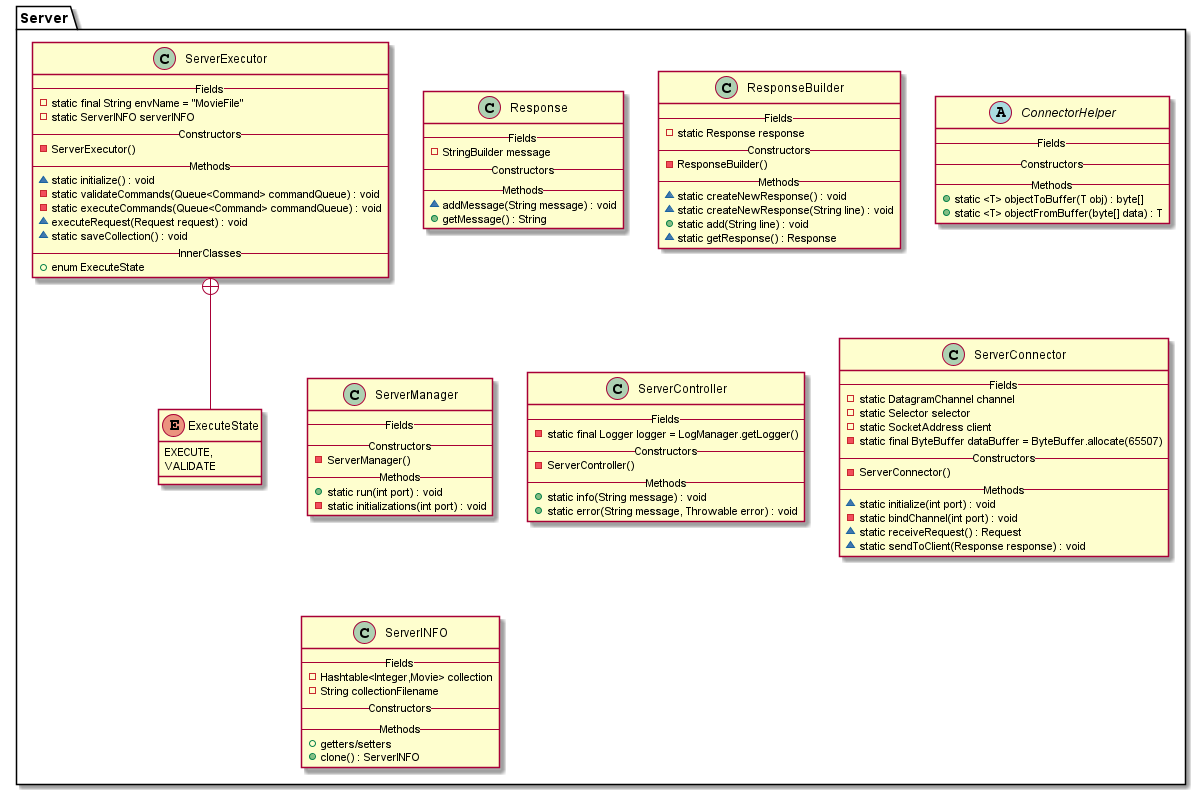 Server
C ServerExecutor
Fields
static final String envName = "MovieFile"
static ServerINFO serverINFO
Constructors
ServerExecutor()
Methods
static initialize() : void
static validateCommands(Queue<Command> commandQueue) : void
static executeCommands(Queue<Command> commandQueue) : void
executeRequest(Request request) : void
static saveCollection() : void
InnerClasses
enum ExecuteState
C Response
Fields
StringBuilder message
Constructors
Methods
addMessage(String message) : void
getMessage() : String
C ResponseBuilder
Fields
static Response response
Constructors
ResponseBuilder()
Methods
static createNewResponse() : void
static createNewResponse(String line) : void
static add(String line) : void
static getResponse() : Response
A ConnectorHelper
Fields
Constructors
Methods
static <T> objectToBuffer(T obj) : byte[]
static <T> objectFromBuffer(byte[] data) : T
E ExecuteState
EXECUTE,
VALIDATE
C ServerManager
Fields
Constructors
ServerManager()
Methods
static run(int port) : void
static initializations(int port) : void
C ServerController
Fields
static final Logger logger = LogManager.getLogger()
Constructors
ServerController()
Methods
static info(String message) : void
static error(String message, Throwable error) : void
C ServerConnector
Fields
static DatagramChannel channel
static Selector selector
static SocketAddress client
static final ByteBuffer dataBuffer = ByteBuffer.allocate(65507)
Constructors
ServerConnector()
Methods
static initialize(int port) : void
static bindChannel(int port) : void
static receiveRequest() : Request
static sendToClient(Response response) : void
C ServerINFO
Fields
Hashtable<Integer,Movie> collection
String collectionFilename
Constructors
Methods
getters/setters
clone() : ServerINFO